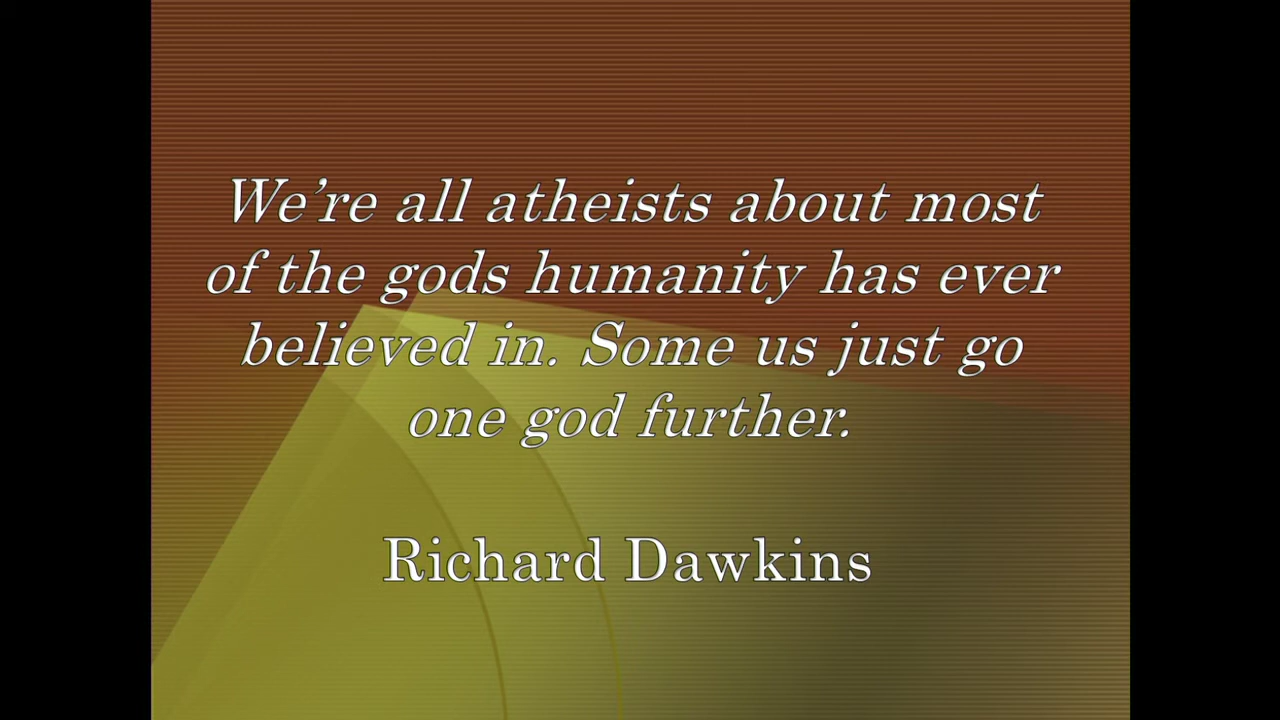 We’re all atheists about most
of the gods humanity has ever
believed in. Some us just go
one god further.
Richard Dawkins